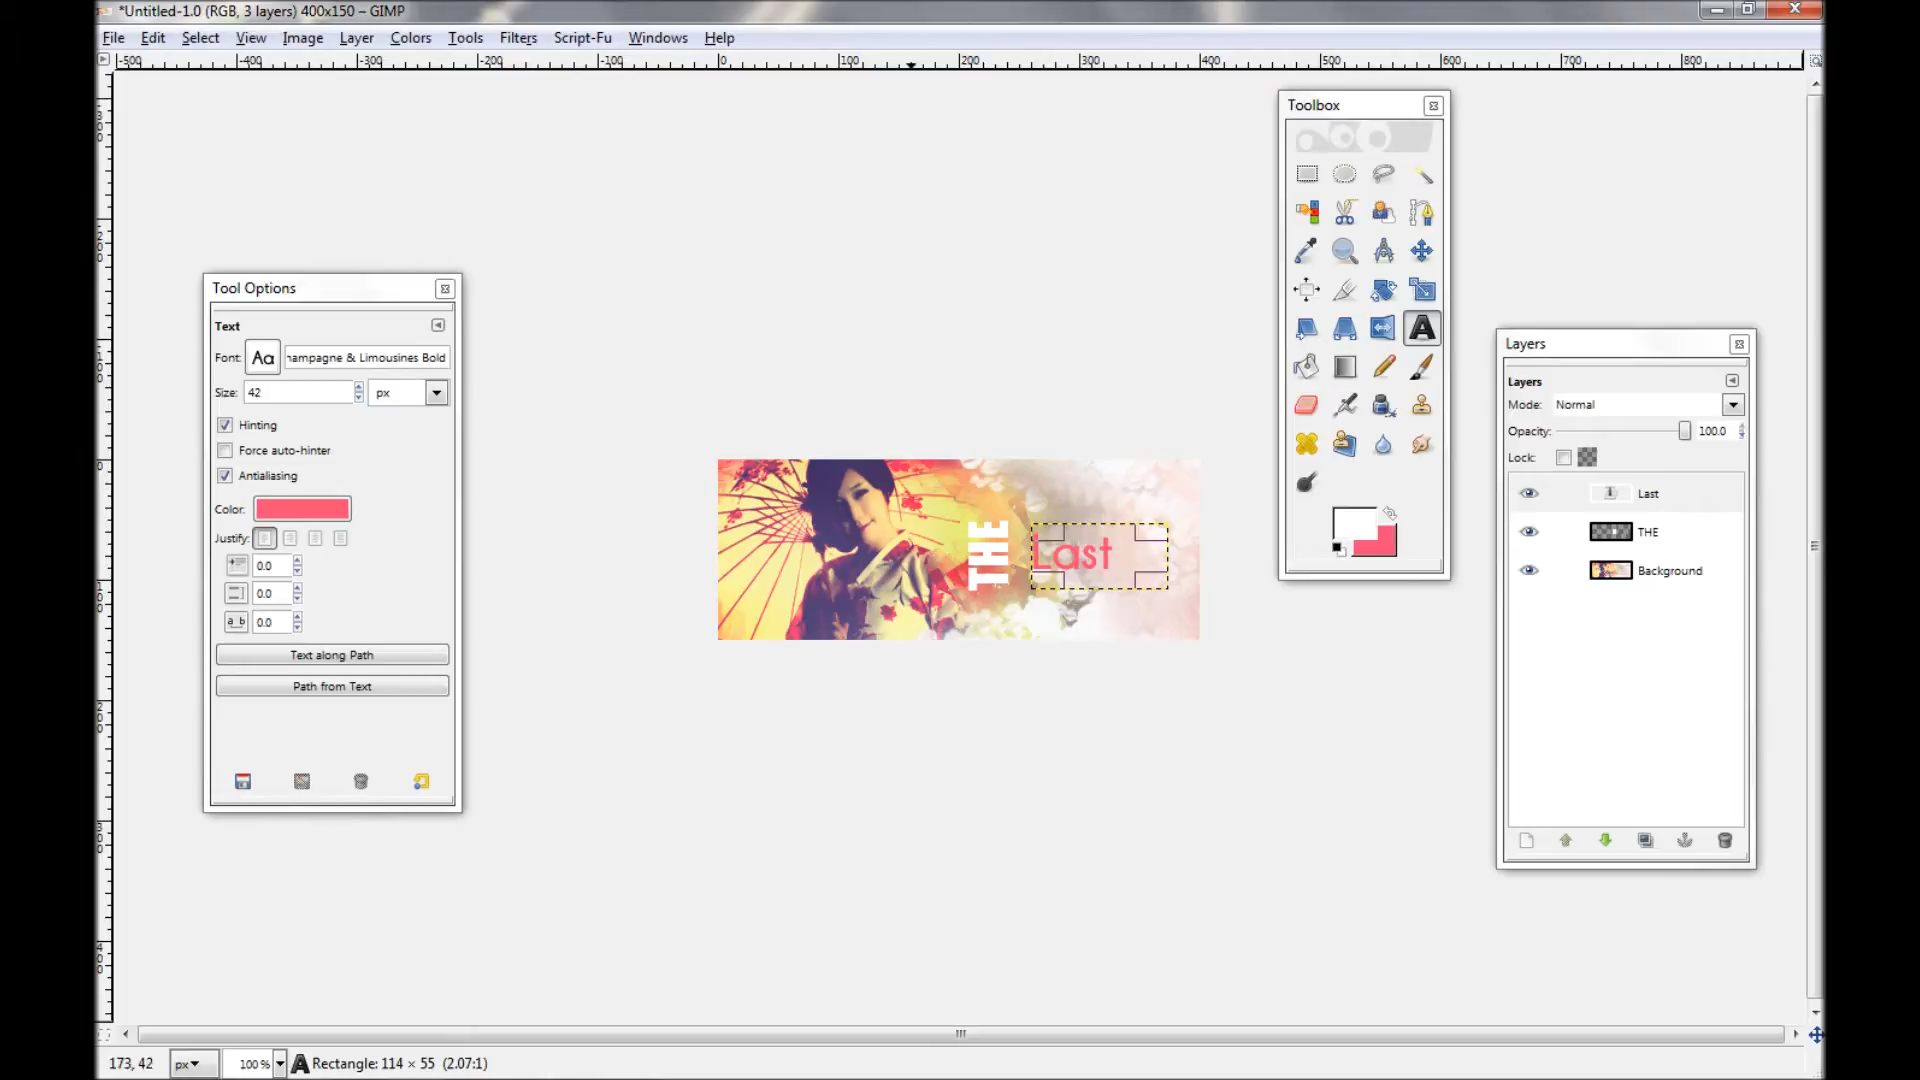 *Untitled-1.0 (RGB, 3 layers) 400x150 – GIMP
File Edit Select View Image Layer Colors Tools Filters Script-Fu Windows Help
-500 -400 -300 -200 -100 0 100 200 300 400 500 600 700 800
Toolbox
Tool Options
Text
Font: Aa hampagne & Limousines Bold
Size: 42 px
Hinting
Force auto-hinter
Antialiasing
Color:
Justify:
0.0
0.0
a_b 0.0
Text along Path
Path from Text
THE
Last
Layers
Layers
Mode: Normal
Opacity: 100.0
Lock:
Last
THE
Background
173, 42 px 100 % Rectangle: 114 × 55 (2.07:1)